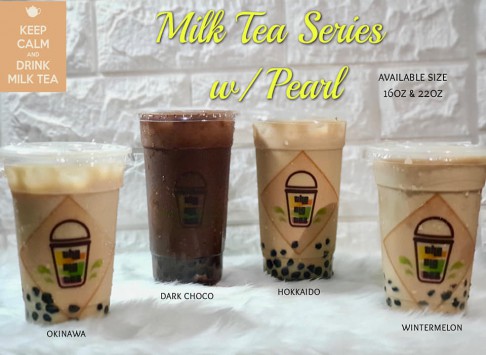 KEEP
CALM
AND
DRINK
MILK TEA
Milk Tea Series
w/Pearl
AVAILABLE SIZE
16OZ & 22OZ
OKINAWA
DARK CHOCO
HOKKAIDO
WINTERMELON